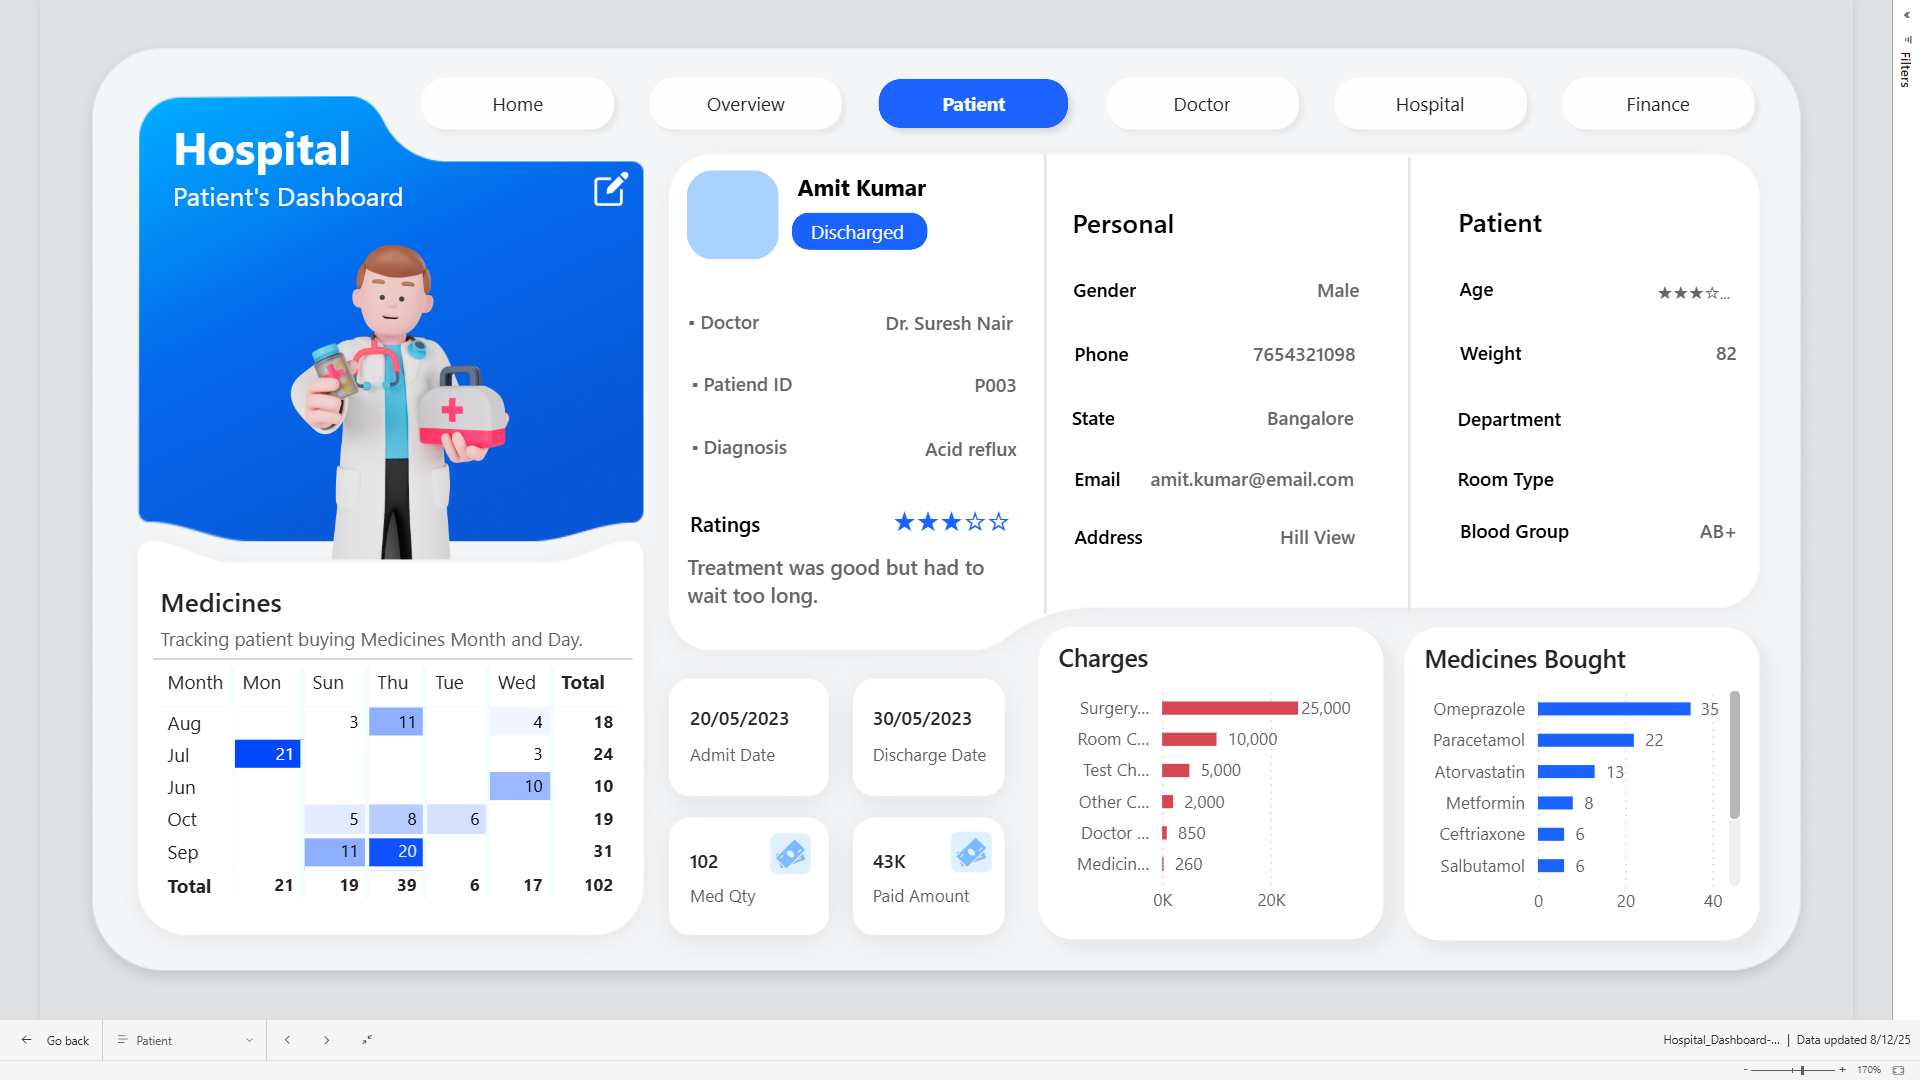 Home
Overview
Patient
Doctor
Hospital
Finance
Filters
Hospital
Patient's Dashboard
Amit Kumar
Discharged
▪ Doctor Dr. Suresh Nair
▪ Patiend ID P003
▪ Diagnosis Acid reflux
Ratings ★★★☆☆
Treatment was good but had to
wait too long.
Personal
Gender Male
Phone 7654321098
State Bangalore
Email amit.kumar@email.com
Address Hill View
Patient
Age ★★★☆...
Weight 82
Department
Room Type
Blood Group AB+
Medicines
Tracking patient buying Medicines Month and Day.
Month Mon Sun Thu Tue Wed Total
Aug 3 11 4 18
Jul 21 3 24
Jun 10 10
Oct 5 8 6 19
Sep 11 20 31
Total 21 19 39 6 17 102
20/05/2023
Admit Date
30/05/2023
Discharge Date
102
Med Qty
43K
Paid Amount
Charges
Surgery... 25,000
Room C... 10,000
Test Ch... 5,000
Other C... 2,000
Doctor ... 850
Medicin... 260
0K 20K
Medicines Bought
Omeprazole 35
Paracetamol 22
Atorvastatin 13
Metformin 8
Ceftriaxone 6
Salbutamol 6
0 20 40
Go back
Patient
Hospital_Dashboard-... | Data updated 8/12/25
- + 170%